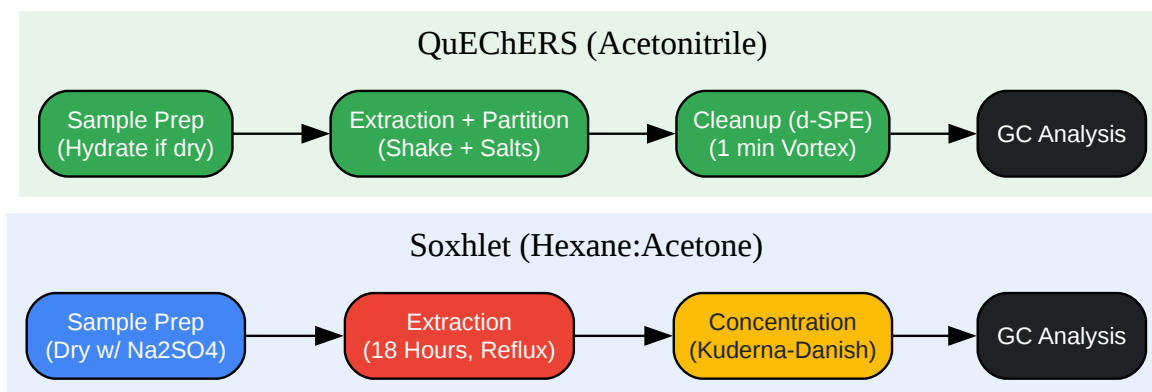 QuEChERS (Acetonitrile)
Sample Prep
(Hydrate if dry)
Extraction + Partition
(Shake + Salts)
Cleanup (d-SPE)
(1 min Vortex)
GC Analysis
Soxhlet (Hexane:Acetone)
Sample Prep
(Dry w/ Na2SO4)
Extraction
(18 Hours, Reflux)
Concentration
(Kuderna-Danish)
GC Analysis